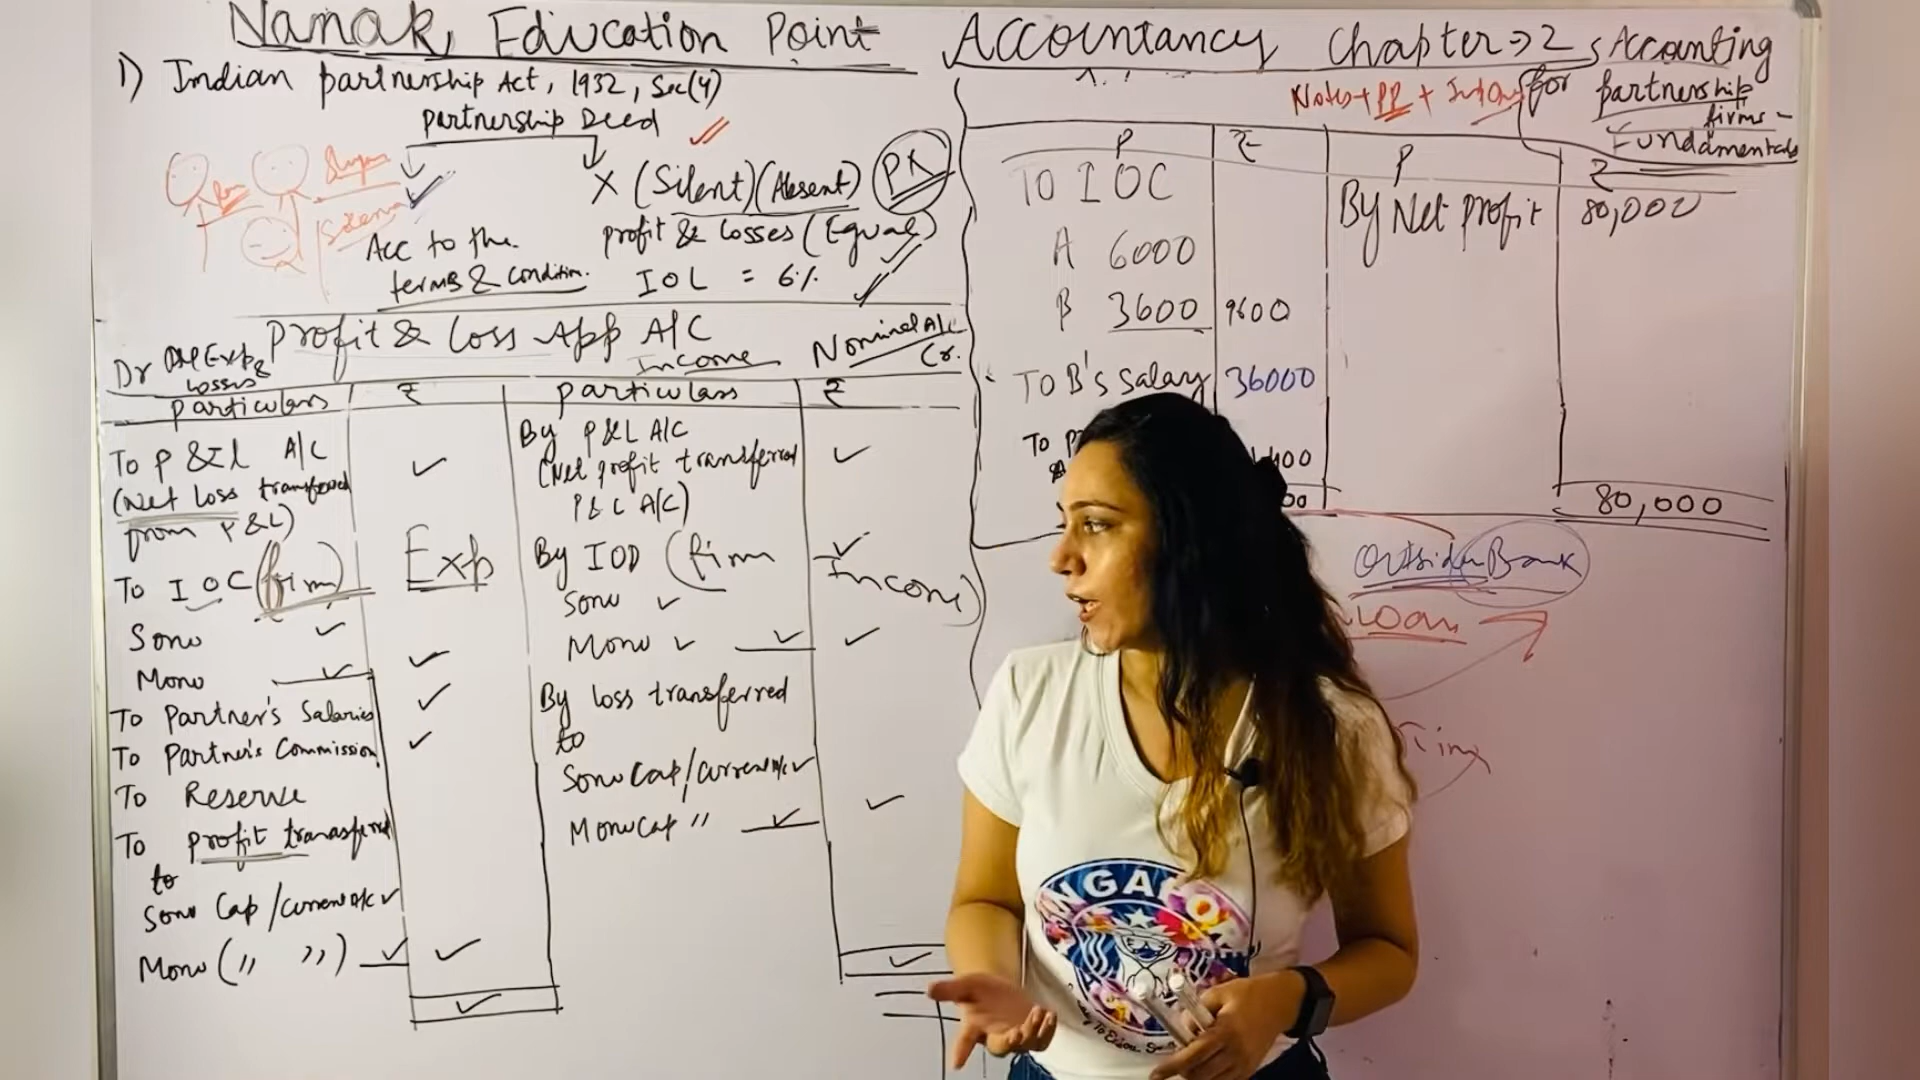 Nanak Education Point
Accountancy Chapter => 2, Accounting
for partnership
firms -
Fundamentals
Notes + PP +
1) Indian partnership Act, 1932, Sec(4)
partnership Deed
X (Silent) (Absent)
PK
profit & Losses (Equal)
IOL = 6%
Acc to the
terms & condition.
Profit & Loss App A/C
Dr All Exp &
Losses
Income
Nominal A/C
Cr.
particulars ₹ particulars ₹
To P & L A/C
(Net loss transferred
from P & L)
To IOC (firm) Exp
Sonu
Monu
To Partner's Salaries
To Partner's Commission
To Reserve
To profit transferred
to
Sonu Cap/Current A/c
Monu (" ")
By P&L A/C
(Net profit transferred
P & L A/C)
By IOD (firm Income)
Sonu
Monu
By loss transferred
to
Sonu Cap/Current A/c
Monu Cap "
P ₹ P ₹
To IOC
A 6000
B 3600 9600
To B's Salary 36000
To
By Net profit 80,000
80,000
Outsider Bank
Loan